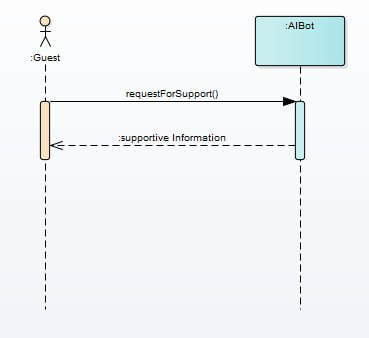 :AIBot
:Guest
requestForSupport()
:supportive Information